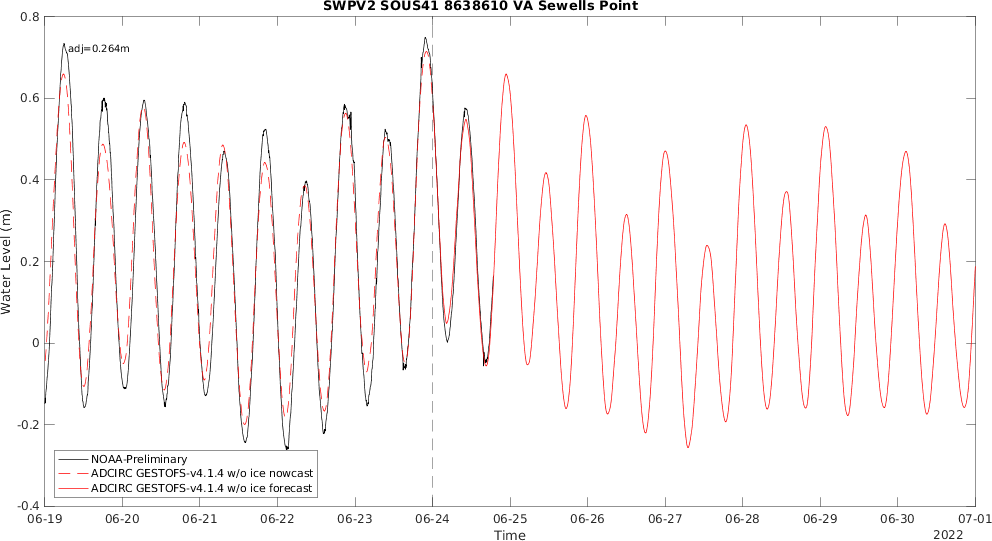 SWPV2 SOUS41 8638610 VA Sewells Point
0.8
adj=0.264m
0.6
0.4
0.2
0
-0.2
-0.4
Water Level (m)
NOAA-Preliminary
ADCIRC GESTOFS-v4.1.4 w/o ice nowcast
ADCIRC GESTOFS-v4.1.4 w/o ice forecast
06-19 06-20 06-21 06-22 06-23 06-24 06-25 06-26 06-27 06-28 06-29 06-30 07-01
Time
2022